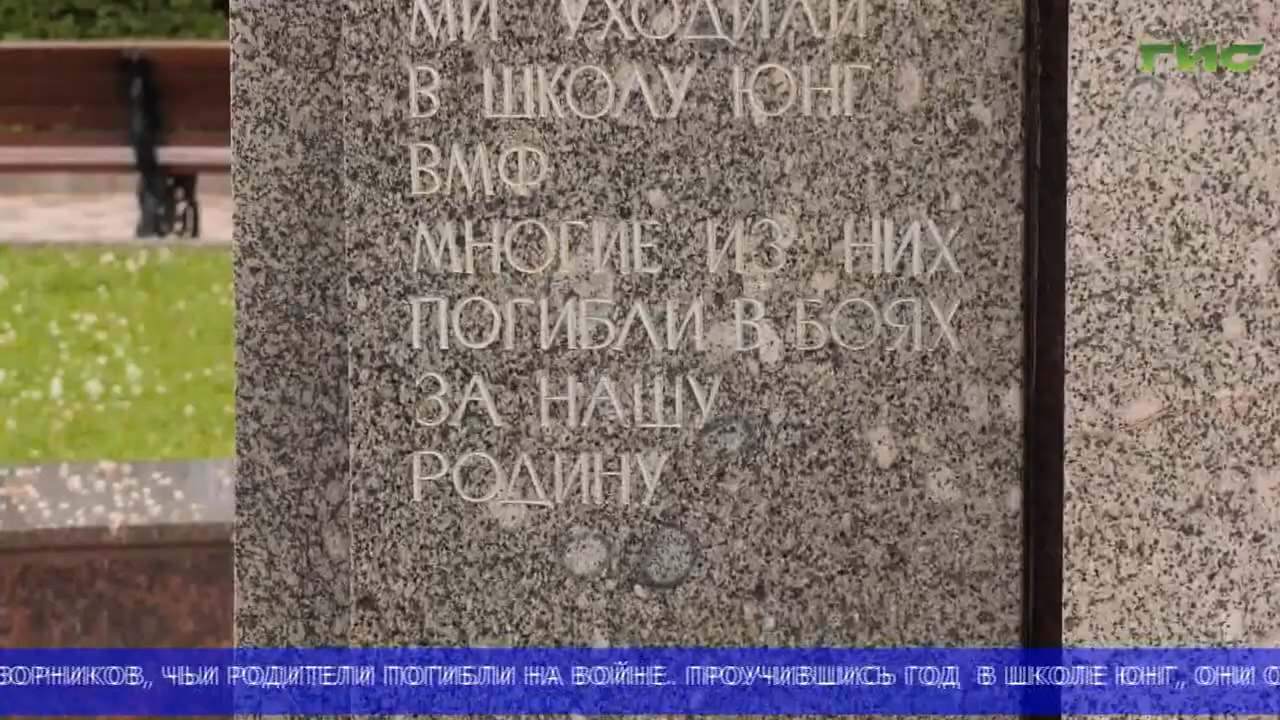 МИ УХОДИЛИ
В ШКОЛУ ЮНГ
ВМФ
МНОГИЕ ИЗ НИХ
ПОГИБЛИ В БОЯХ
ЗА НАШУ
РОДИНУ
ГИС
ВОРНИКОВ, ЧЬИ РОДИТЕЛИ ПОГИБЛИ НА ВОЙНЕ. ПРОУЧИВШИСЬ ГОД В ШКОЛЕ ЮНГ, ОНИ О